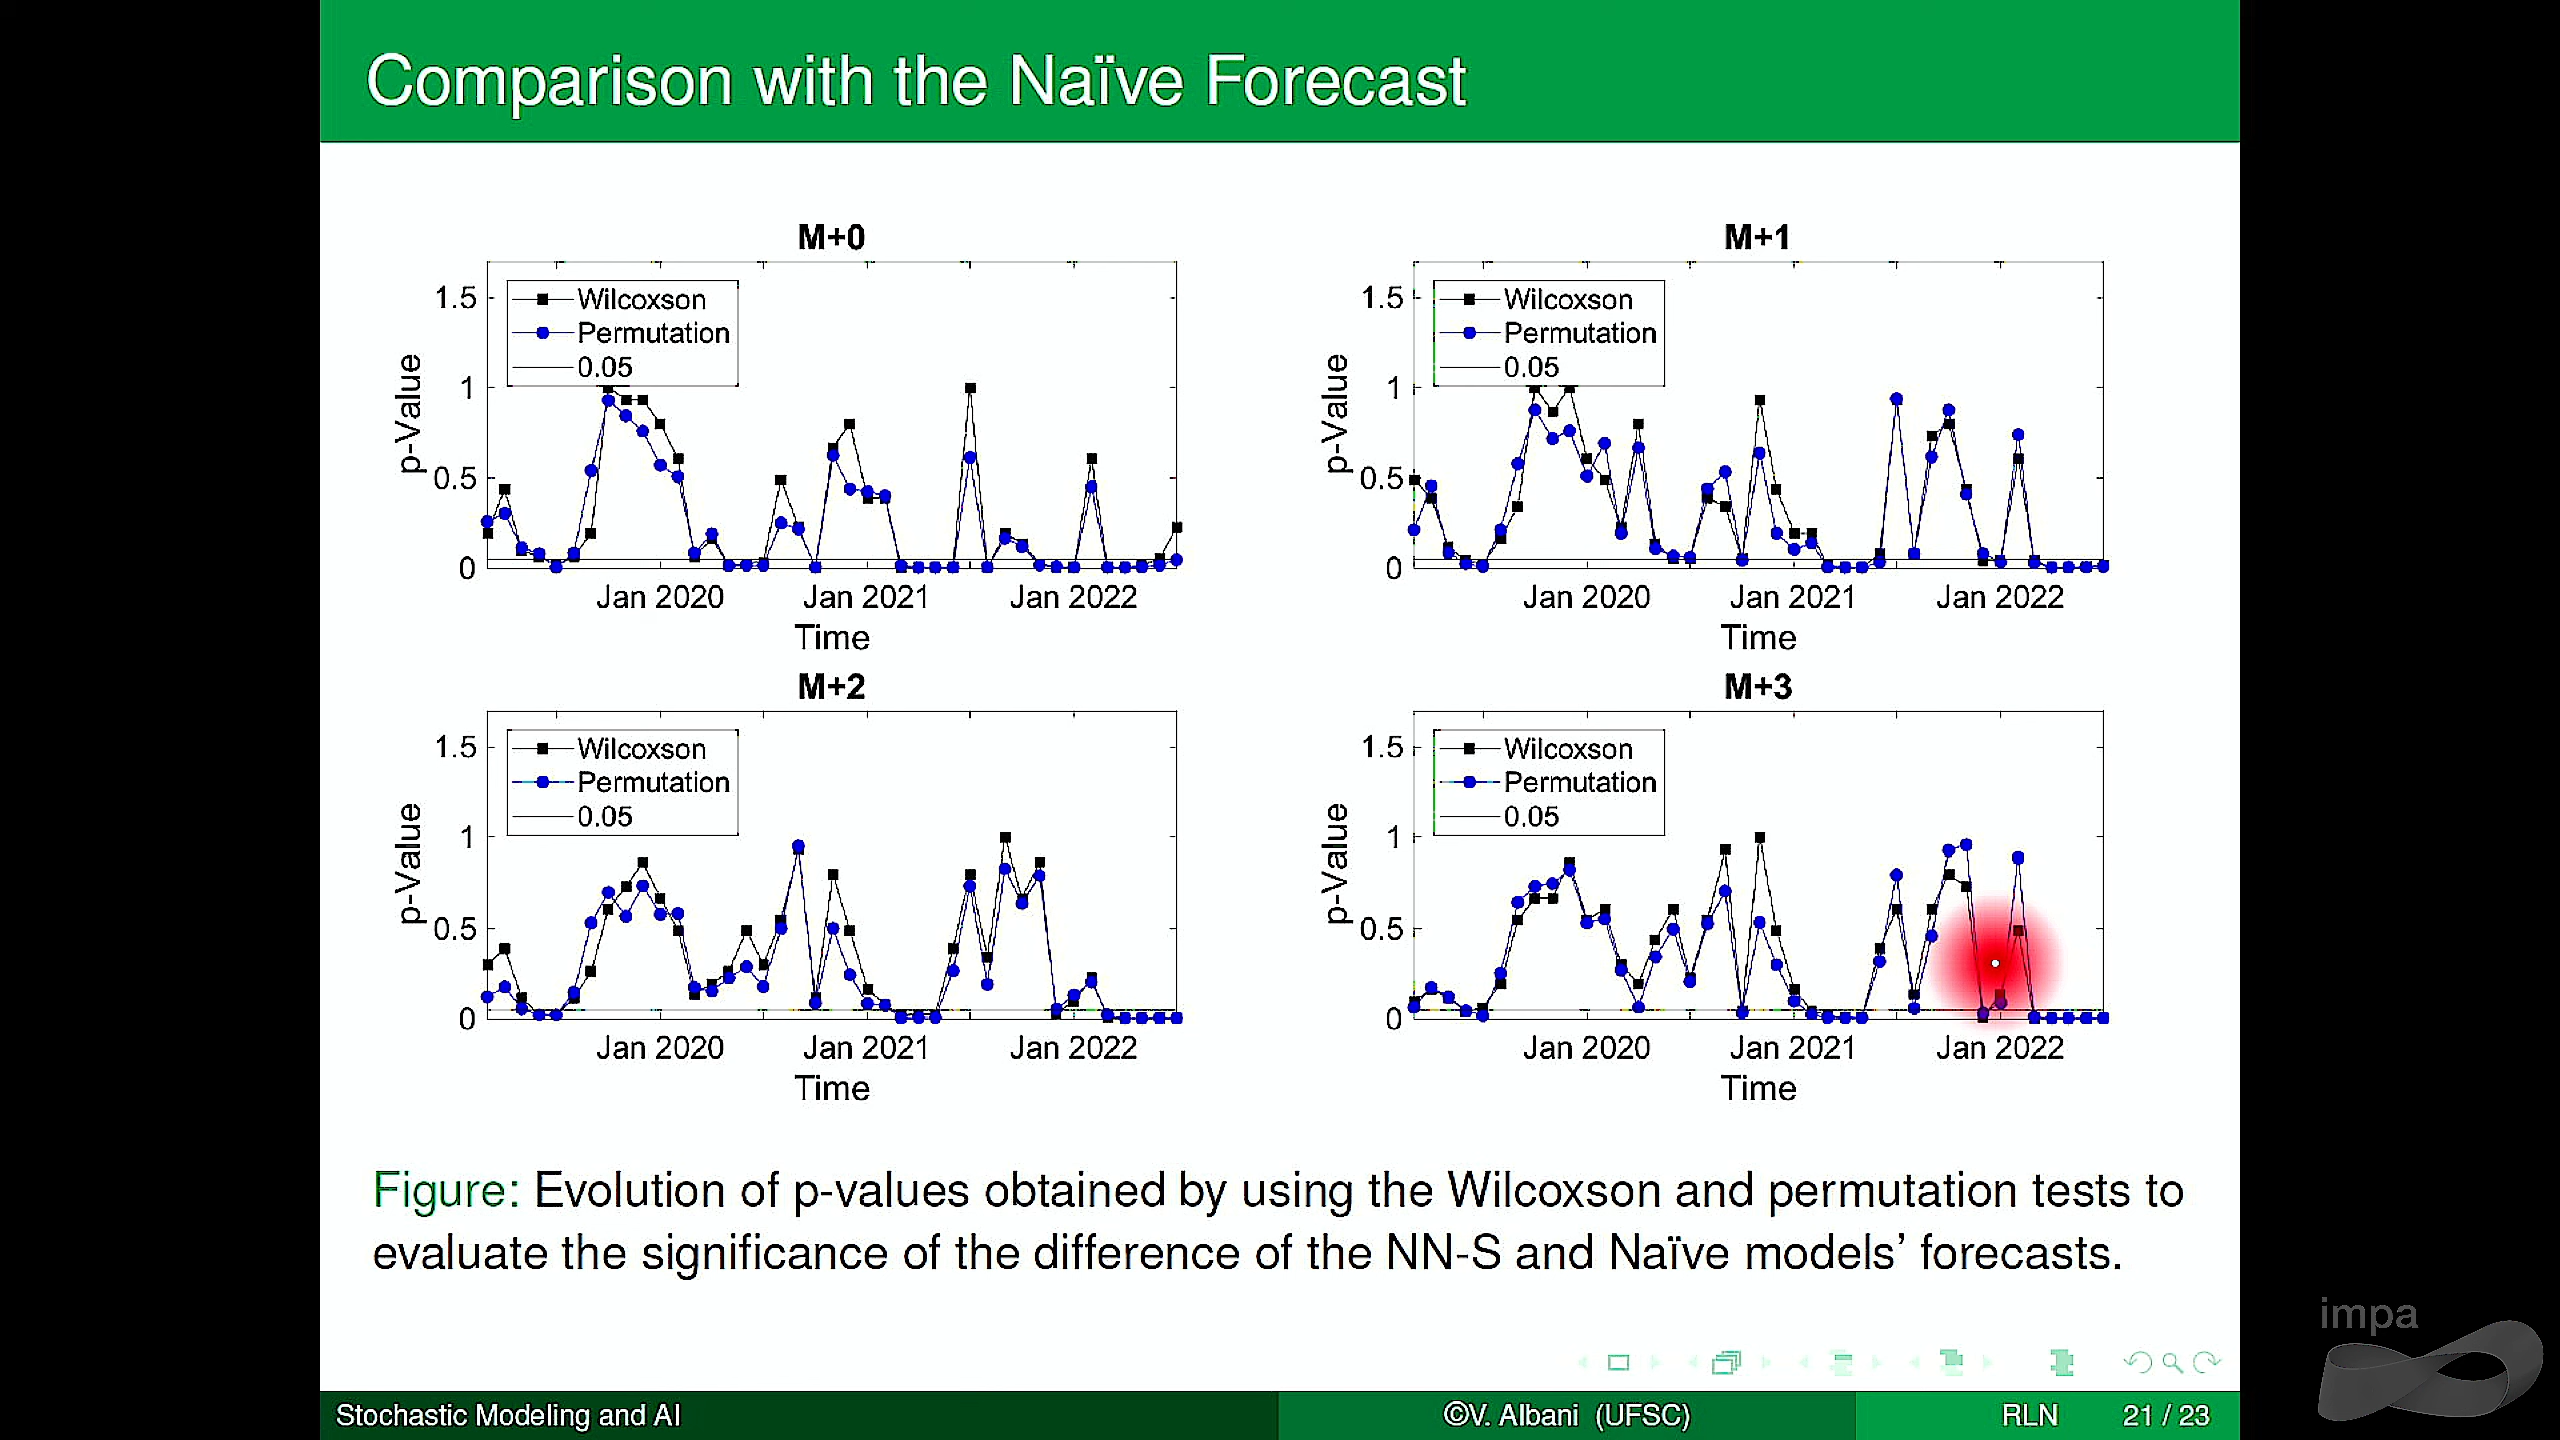 Comparison with the Naïve Forecast
M+0
Wilcoxson
Permutation
0.05
1.5
1
0.5
0
p-Value
Jan 2020 Jan 2021 Jan 2022
Time
M+1
Wilcoxson
Permutation
0.05
1.5
1
0.5
0
p-Value
Jan 2020 Jan 2021 Jan 2022
Time
M+2
Wilcoxson
Permutation
0.05
1.5
1
0.5
0
p-Value
Jan 2020 Jan 2021 Jan 2022
Time
M+3
Wilcoxson
Permutation
0.05
1.5
1
0.5
0
p-Value
Jan 2020 Jan 2021 Jan 2022
Time
Figure: Evolution of p-values obtained by using the Wilcoxson and permutation tests to
evaluate the significance of the difference of the NN-S and Naïve models' forecasts.
impa
Stochastic Modeling and AI ©V. Albani (UFSC) RLN 21 / 23